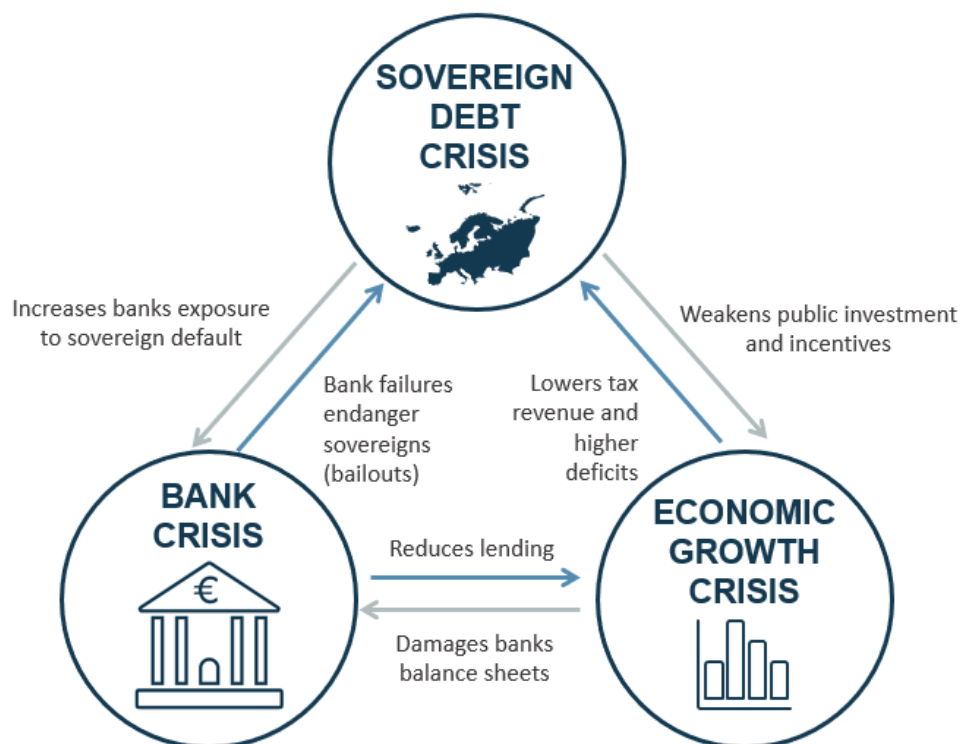 SOVEREIGN
DEBT
CRISIS
Increases banks exposure
to sovereign default
Weakens public investment
and incentives
Bank failures
endanger
sovereigns
(bailouts)
Lowers tax
revenue and
higher
deficits
BANK
CRISIS
€
Reduces lending
Damages banks
balance sheets
ECONOMIC
GROWTH
CRISIS